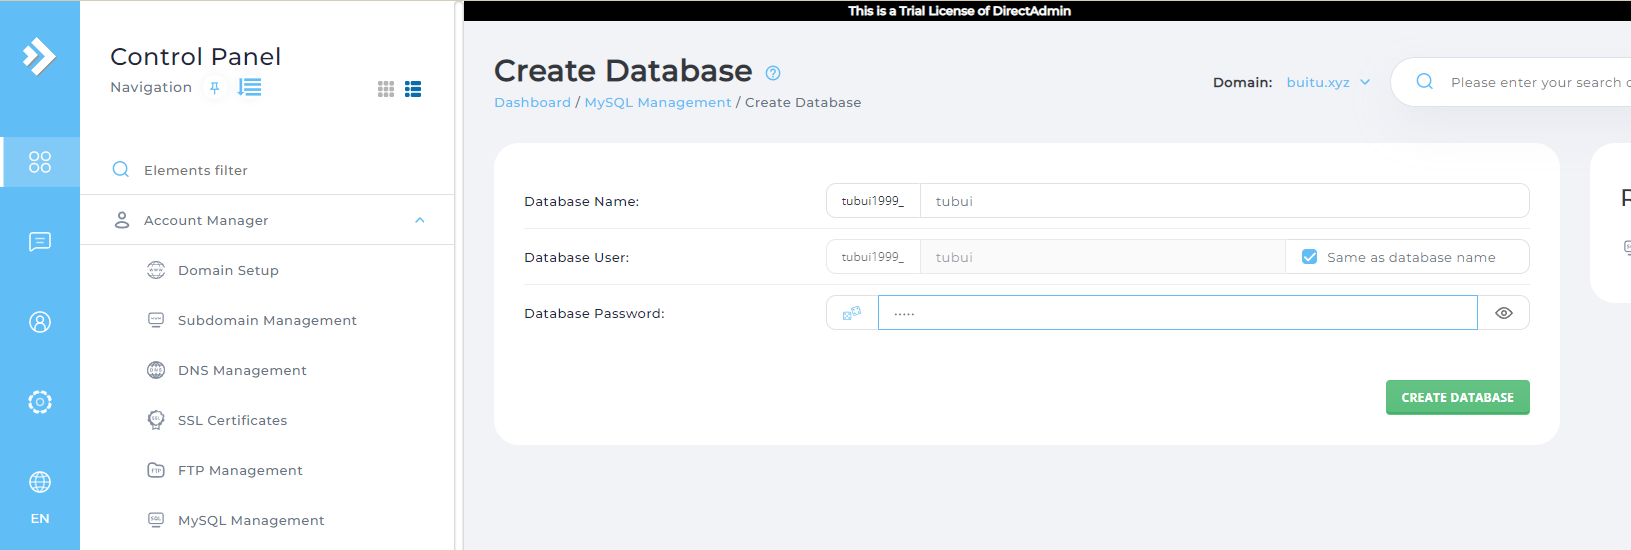 This is a Trial License of DirectAdmin
Control Panel
Navigation
Elements filter
Account Manager
Domain Setup
Subdomain Management
DNS Management
SSL Certificates
FTP Management
MySQL Management
EN
Create Database
Dashboard / MySQL Management / Create Database
Domain: buitu.xyz
Please enter your search c
Database Name: tubui1999_ tubui
Database User: tubui1999_ tubui Same as database name
Database Password: .....
CREATE DATABASE